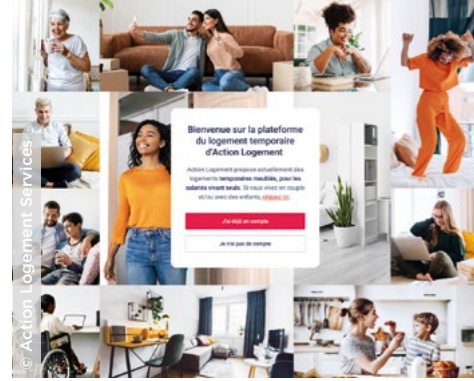 Bienvenue sur la plateforme
du logement temporaire
d'Action Logement
Action Logement propose actuellement des
logements temporaires meublés, pour les
salariés vivant seuls. Si vous vivez en couple
et/ou avec des enfants, cliquez ici.
J'ai déjà un compte
Je n'ai pas de compte
© Action Logement Services